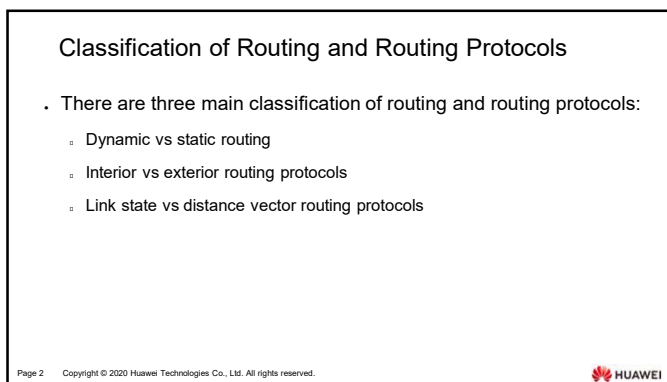 Classification of Routing and Routing Protocols
• There are three main classification of routing and routing protocols:
▫ Dynamic vs static routing
▫ Interior vs exterior routing protocols
▫ Link state vs distance vector routing protocols
Page 2 Copyright © 2020 Huawei Technologies Co., Ltd. All rights reserved.
HUAWEI